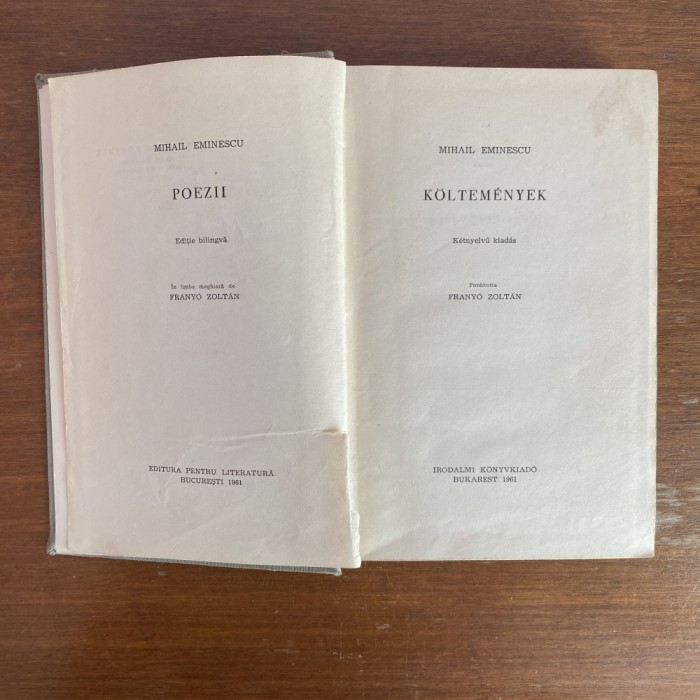 MIHAIL EMINESCU
POEZII
Ediție bilingvă
În limba maghiară de
FRANYÓ ZOLTÁN
EDITURA PENTRU LITERATURĂ
BUCUREȘTI 1961
MIHAIL EMINESCU
KÖLTEMÉNYEK
Kétnyelvű kiadás
Fordította
FRANYÓ ZOLTÁN
IRODALMI KÖNYVKIADÓ
BUKAREST 1961